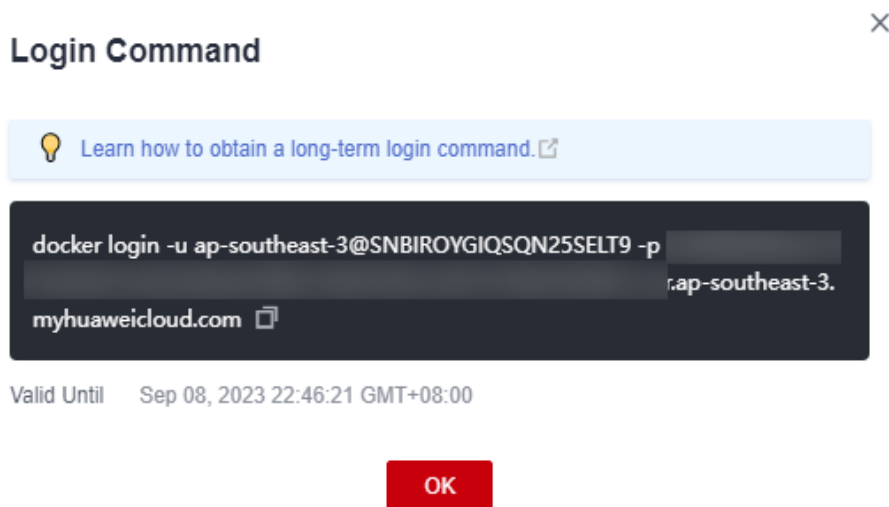 Login Command
Learn how to obtain a long-term login command.
docker login -u ap-southeast-3@SNBIROYGIQSQN25SELT9 -p
r.ap-southeast-3.
myhuaweicloud.com
Valid Until Sep 08, 2023 22:46:21 GMT+08:00
OK